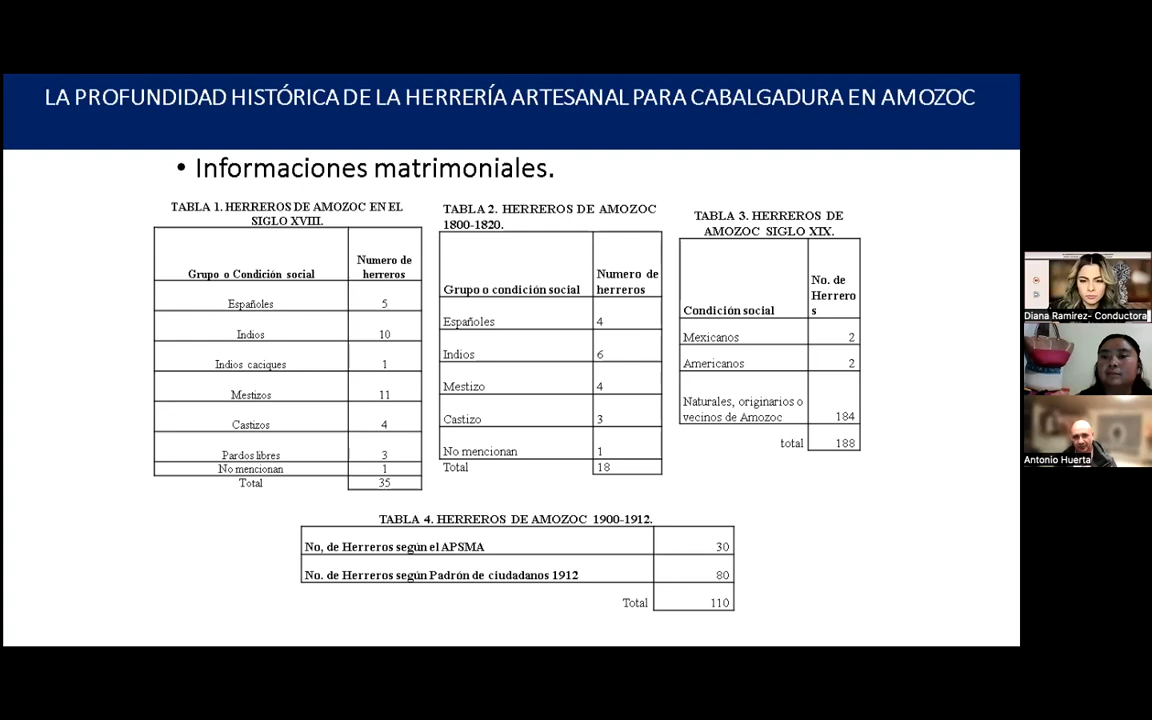 LA PROFUNDIDAD HISTÓRICA DE LA HERRERÍA ARTESANAL PARA CABALGADURA EN AMOZOC
• Informaciones matrimoniales.
TABLA 1. HERREROS DE AMOZOC EN EL
SIGLO XVIII.
Grupo o Condición social
Numero de
herreros
Españoles 5
Indios 10
Indios caciques 1
Mestizos 11
Castizos 4
Pardos libres 3
No mencionan 1
Total 35
TABLA 2. HERREROS DE AMOZOC
1800-1820.
Grupo o condición social
Numero de
herreros
Españoles 4
Indios 6
Mestizo 4
Castizo 3
No mencionan 1
Total 18
TABLA 3. HERREROS DE
AMOZOC SIGLO XIX.
Condición social
No. de
Herrero
s
Mexicanos 2
Americanos 2
Naturales, originarios o
vecinos de Amozoc 184
total 188
TABLA 4. HERREROS DE AMOZOC 1900-1912.
No, de Herreros según el APSMA 30
No. de Herreros según Padrón de ciudadanos 1912 80
Total 110
Diana Ramírez- Conductora
Antonio Huerta